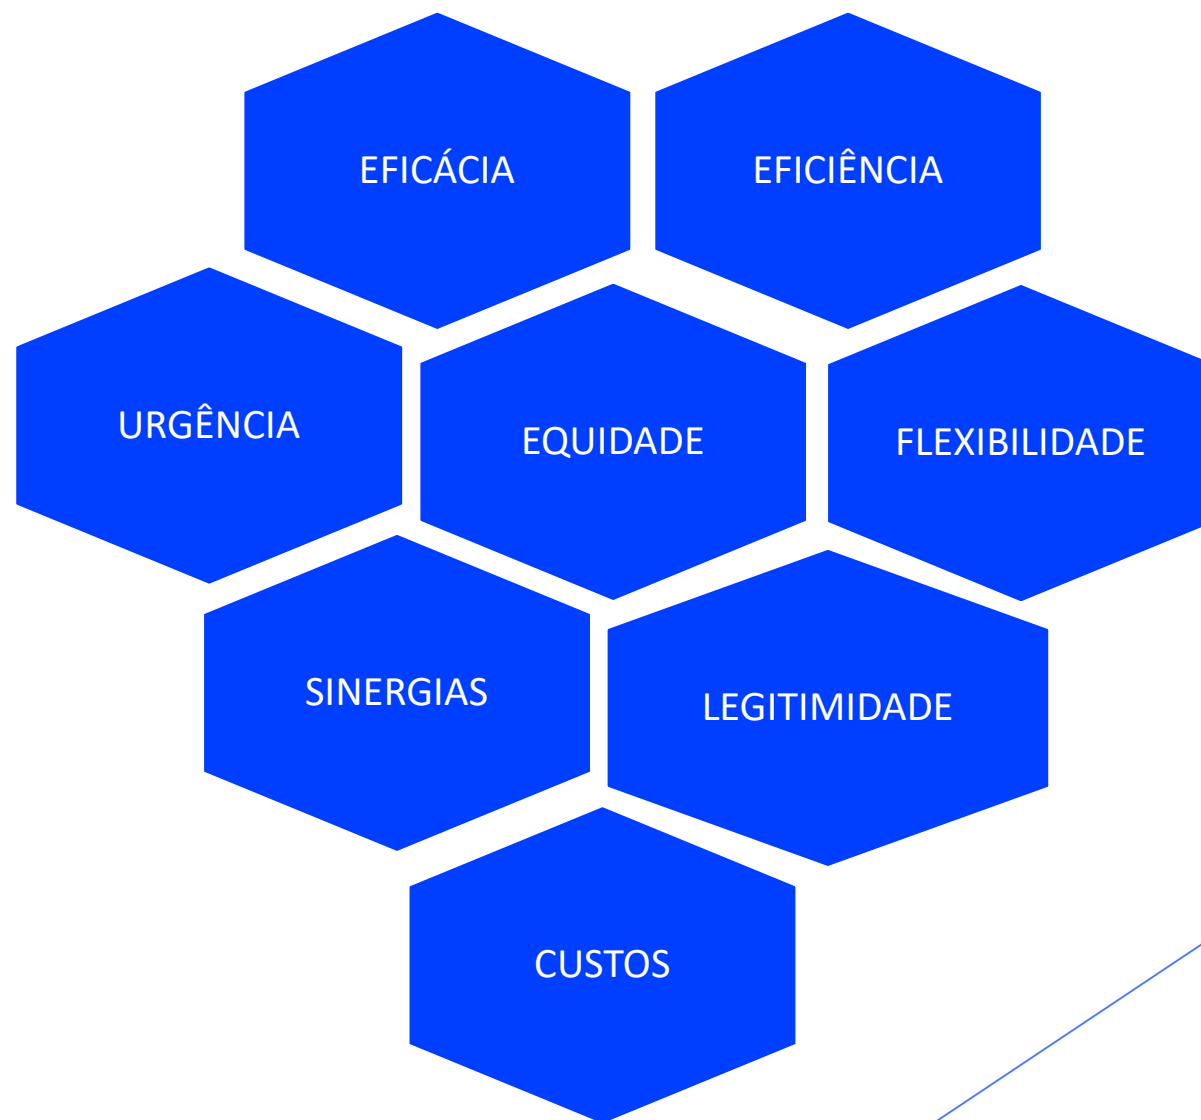 EFICÁCIA
EFICIÊNCIA
URGÊNCIA
EQUIDADE
FLEXIBILIDADE
SINERGIAS
LEGITIMIDADE
CUSTOS